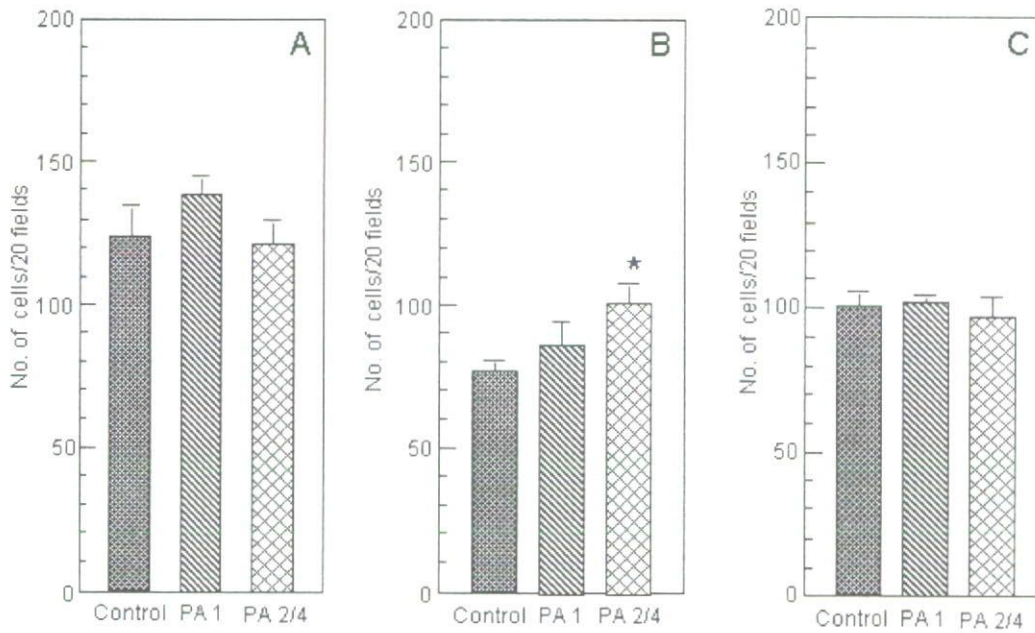 A
No. of cells/20 fields
200
150
100
50
0
Control PA 1 PA 2/4
B
No. of cells/20 fields
200
150
100
50
0
Control PA 1 PA 2/4
C
No. of cells/20 fields
200
150
100
50
0
Control PA 1 PA 2/4